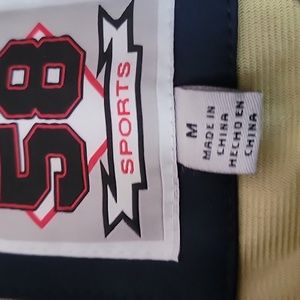 58
SPORTS
M
MADE IN
CHINA
HECHO EN
CHINA